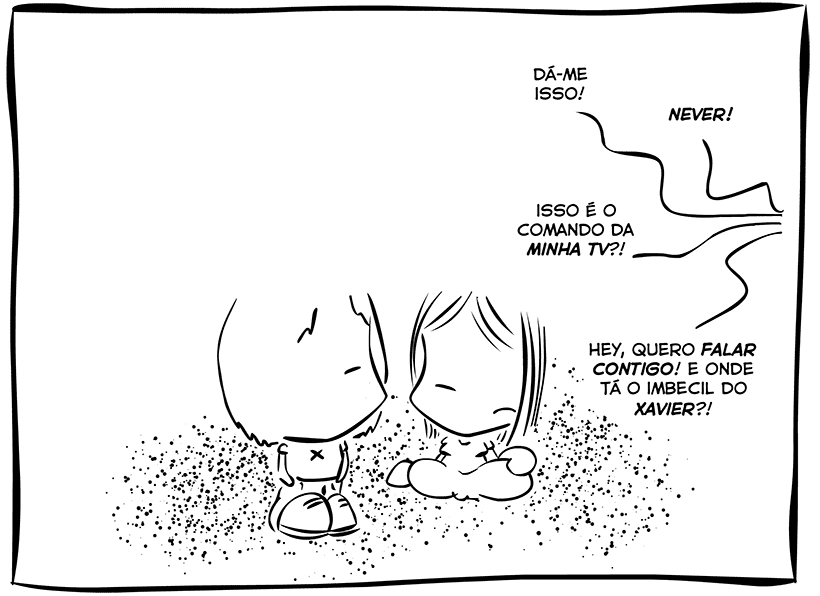 DÁ-ME
ISSO!
NEVER!
ISSO É O
COMANDO DA
MINHA TV?!
HEY, QUERO FALAR
CONTIGO! E ONDE
TÁ O IMBECIL DO
XAVIER?!